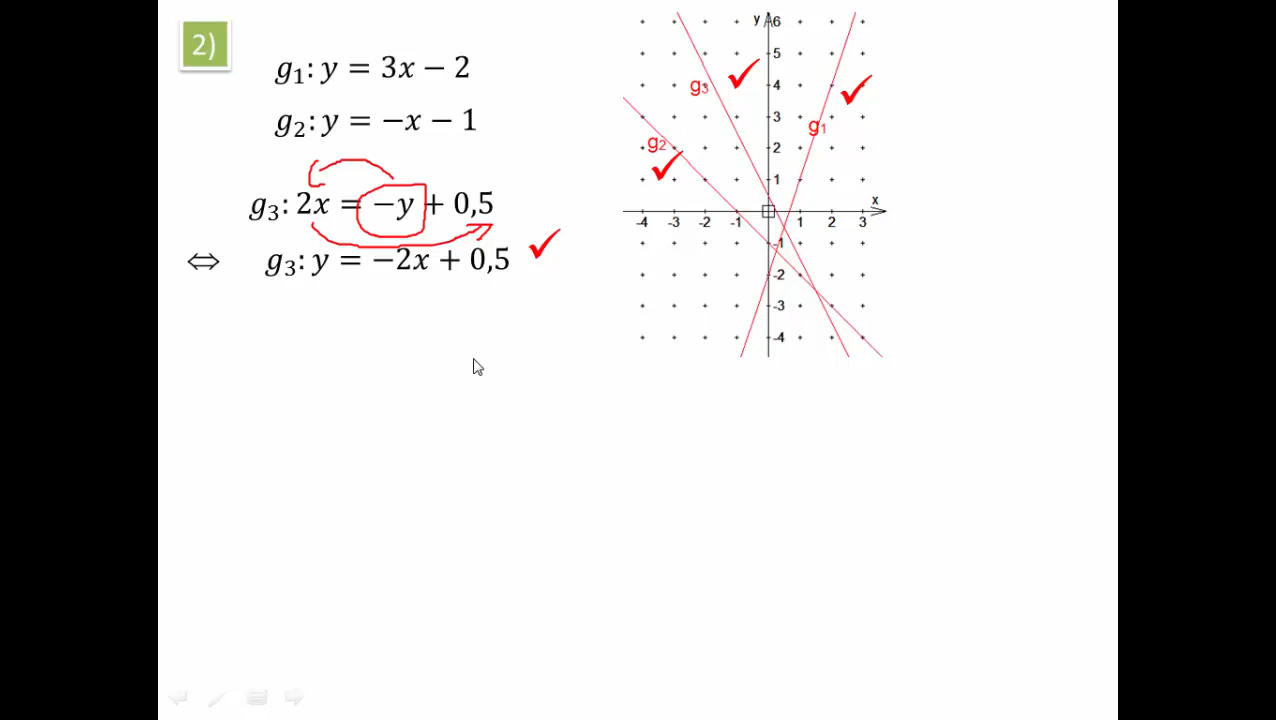 2)
g₁: y = 3x − 2
g₂: y = −x − 1
g₃: 2x = −y + 0,5
⇔ g₃: y = −2x + 0,5
y
6
5
4
3
2
1
-1
-2
-3
-4
-4 -3 -2 -1 1 2 3
x
g₃
g₁
g₂